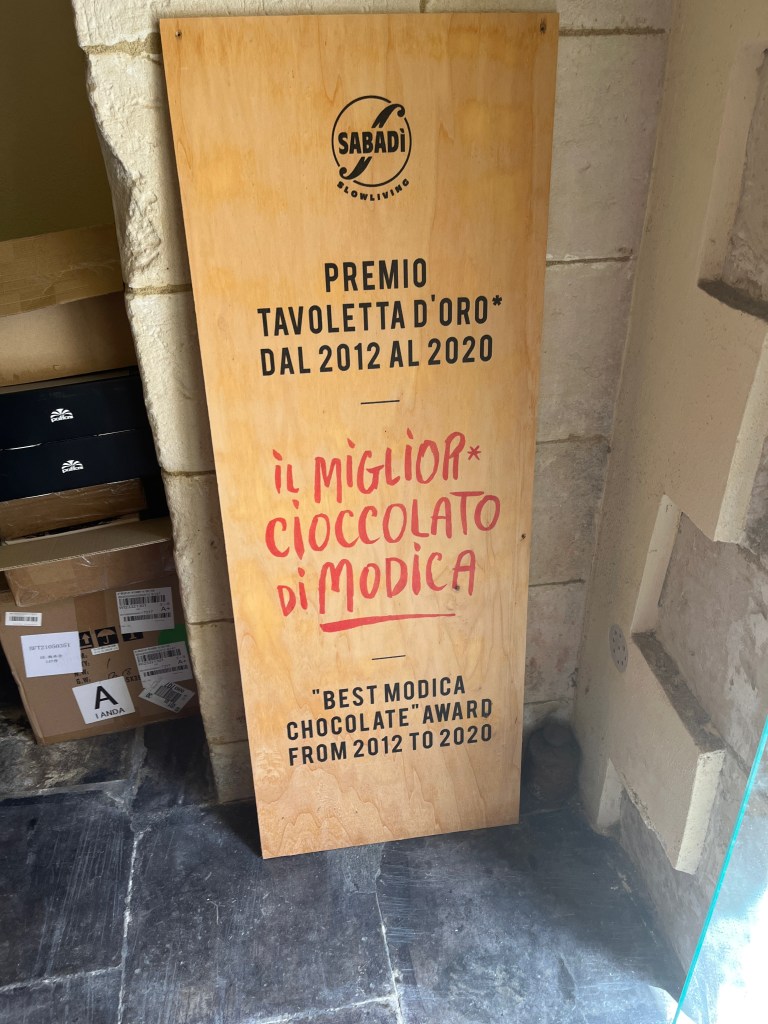 SABADÌ
SLOWLIVING
PREMIO
TAVOLETTA D'ORO*
DAL 2012 AL 2020
iL MiGLiOR*
CiOCCOLATO
Di MODiCA
"BEST MODICA
CHOCOLATE" AWARD
FROM 2012 TO 2020
A
I ANDA